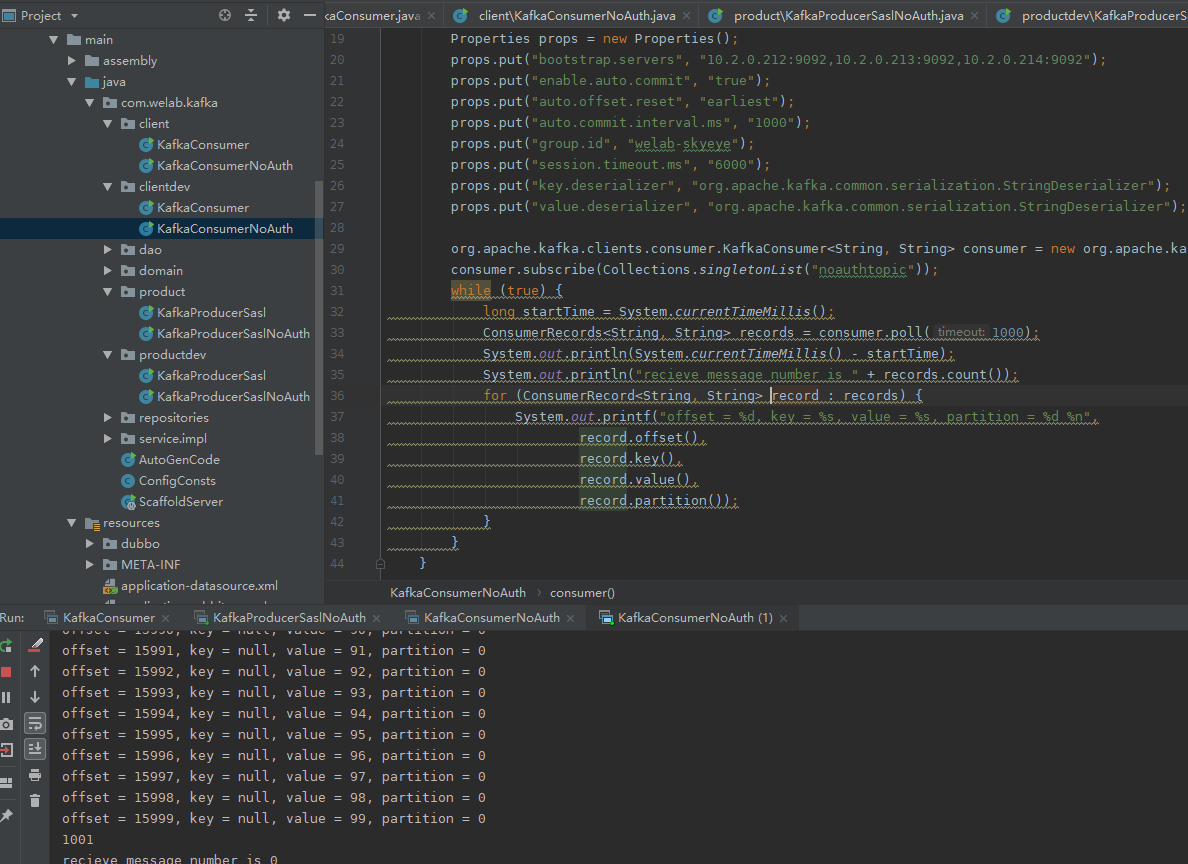 Project
kaConsumer.java
client\KafkaConsumerNoAuth.java
product\KafkaProducerSaslNoAuth.java
productdev\KafkaProducerS
main
assembly
java
com.welab.kafka
client
KafkaConsumer
KafkaConsumerNoAuth
clientdev
KafkaConsumer
KafkaConsumerNoAuth
dao
domain
product
KafkaProducerSasl
KafkaProducerSaslNoAuth
productdev
KafkaProducerSasl
KafkaProducerSaslNoAuth
repositories
service.impl
AutoGenCode
ConfigConsts
ScaffoldServer
resources
dubbo
META-INF
application-datasource.xml
19 Properties props = new Properties();
20 props.put("bootstrap.servers", "10.2.0.212:9092,10.2.0.213:9092,10.2.0.214:9092");
21 props.put("enable.auto.commit", "true");
22 props.put("auto.offset.reset", "earliest");
23 props.put("auto.commit.interval.ms", "1000");
24 props.put("group.id", "welab-skyeye");
25 props.put("session.timeout.ms", "6000");
26 props.put("key.deserializer", "org.apache.kafka.common.serialization.StringDeserializer");
27 props.put("value.deserializer", "org.apache.kafka.common.serialization.StringDeserializer");
28
29 org.apache.kafka.clients.consumer.KafkaConsumer<String, String> consumer = new org.apache.ka
30 consumer.subscribe(Collections.singletonList("noauthtopic"));
31 while (true) {
32 long startTime = System.currentTimeMillis();
33 ConsumerRecords<String, String> records = consumer.poll( timeout: 1000);
34 System.out.println(System.currentTimeMillis() - startTime);
35 System.out.println("recieve message number is " + records.count());
36 for (ConsumerRecord<String, String> record : records) {
37 System.out.printf("offset = %d, key = %s, value = %s, partition = %d %n",
38 record.offset(),
39 record.key(),
40 record.value(),
41 record.partition());
42 }
43 }
44 }
KafkaConsumerNoAuth › consumer()
Run:
KafkaConsumer
KafkaProducerSaslNoAuth
KafkaConsumerNoAuth
KafkaConsumerNoAuth (1)
offset = 15990, key = null, value = 90, partition = 0
offset = 15991, key = null, value = 91, partition = 0
offset = 15992, key = null, value = 92, partition = 0
offset = 15993, key = null, value = 93, partition = 0
offset = 15994, key = null, value = 94, partition = 0
offset = 15995, key = null, value = 95, partition = 0
offset = 15996, key = null, value = 96, partition = 0
offset = 15997, key = null, value = 97, partition = 0
offset = 15998, key = null, value = 98, partition = 0
offset = 15999, key = null, value = 99, partition = 0
1001
recieve message number is 0